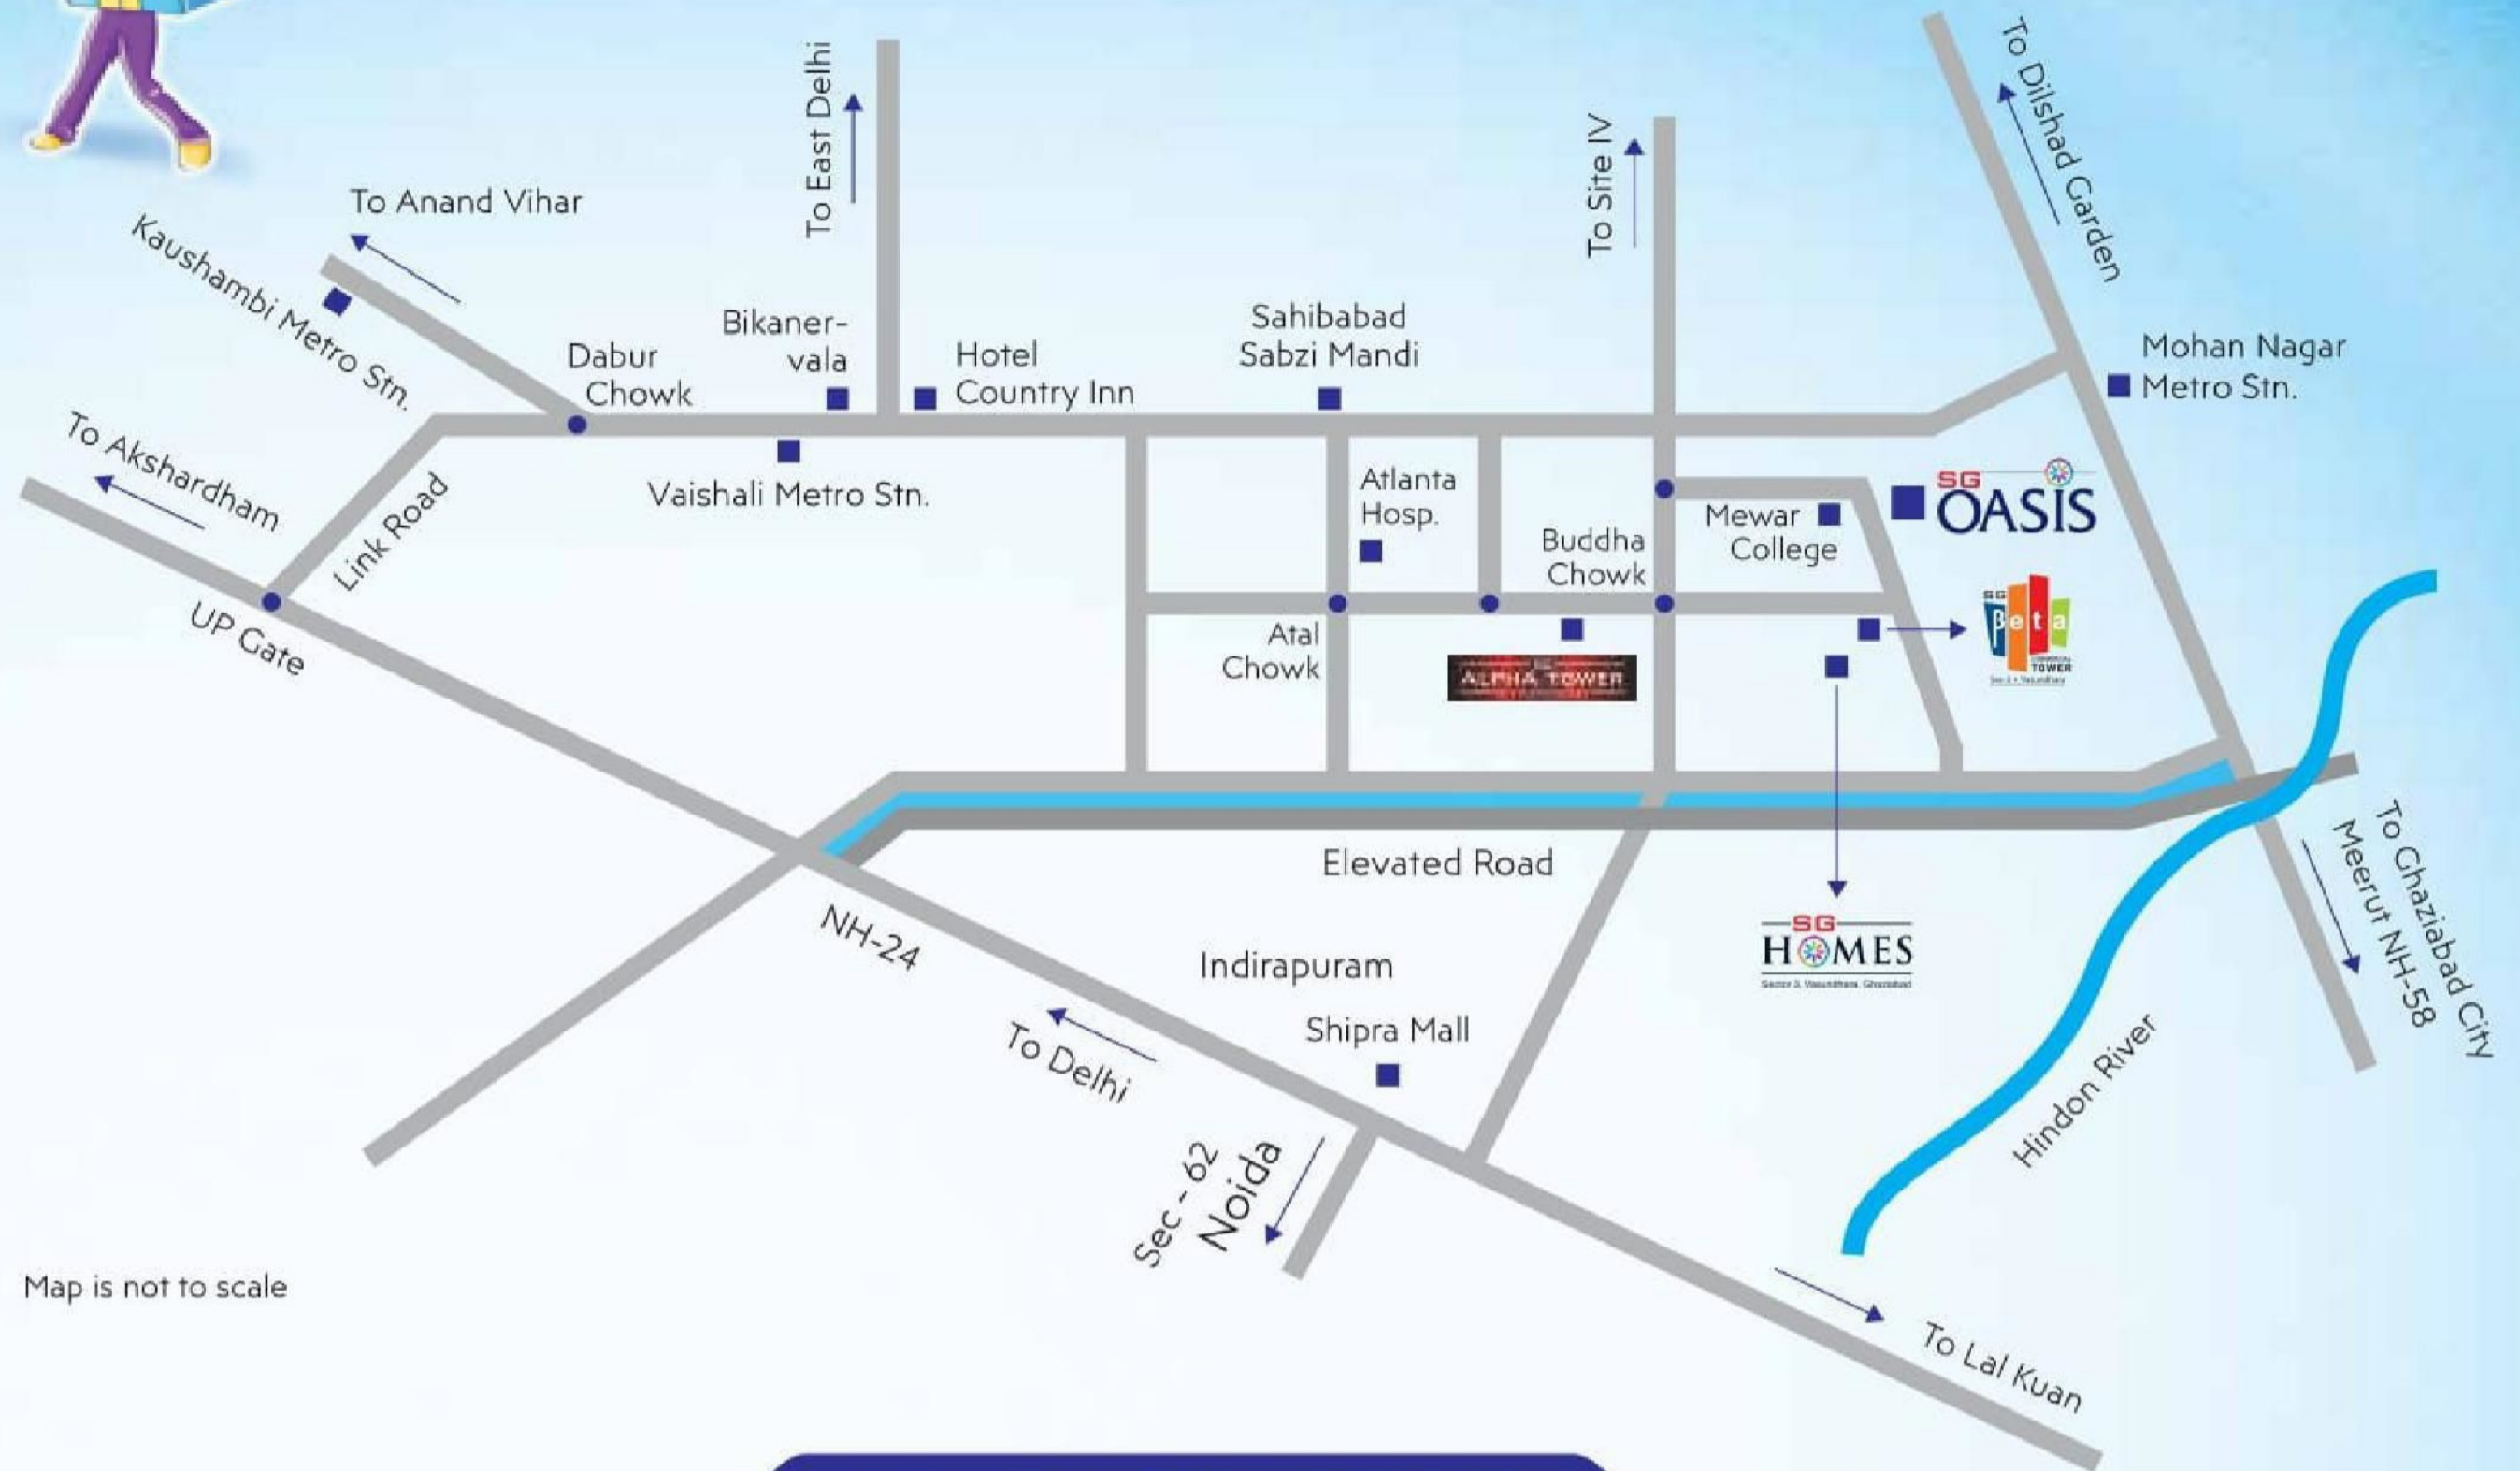 To East Delhi
To Dilshad Garden
To Site IV
To Anand Vihar
Kaushambi Metro Stn.
Bikaner-
vala
Sahibabad
Sabzi Mandi
Dabur
Chowk
Hotel
Country Inn
Mohan Nagar
Metro Stn.
To Akshardham
Link Road
Vaishali Metro Stn.
Atlanta
Hosp.
SG
OASIS
Mewar
College
Buddha
Chowk
UP Gate
Atal
Chowk
ALPHA TOWER
SG
Beta
TOWER
Elevated Road
To Ghaziabad City
Meerut NH-58
NH-24
SG
HOMES
Sector 3, Vasundhara, Ghaziabad
Indirapuram
Shipra Mall
To Delhi
Hindon River
Sec - 62
Noida
Map is not to scale
To Lal Kuan